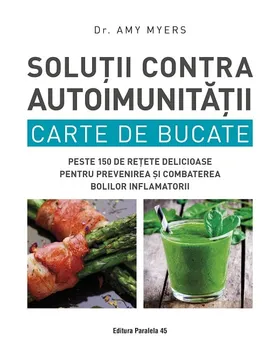 Dr. AMY MYERS
SOLUȚII CONTRA
AUTOIMUNITĂȚII
CARTE DE BUCATE
PESTE 150 DE REȚETE DELICIOASE
PENTRU PREVENIREA ȘI COMBATEREA
BOLILOR INFLAMATORII
Editura Paralela 45